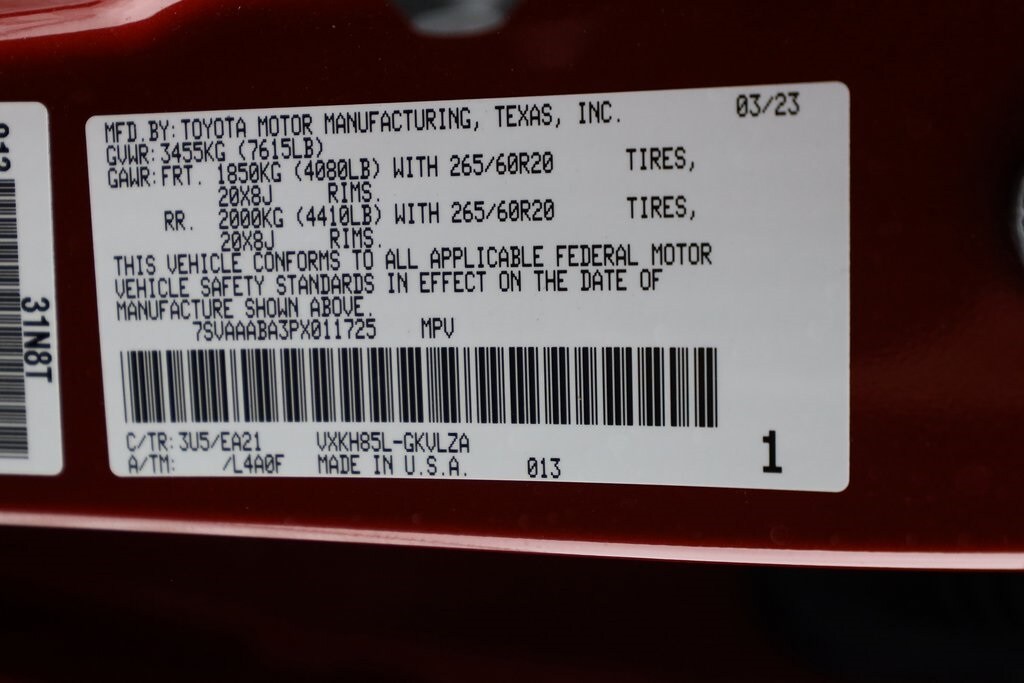 MFD.BY:TOYOTA MOTOR MANUFACTURING, TEXAS, INC. 03/23
GVWR:3455KG (7615LB)
GAWR:FRT. 1850KG (4080LB) WITH 265/60R20 TIRES,
20X8J RIMS.
RR. 2000KG (4410LB) WITH 265/60R20 TIRES,
20X8J RIMS.
THIS VEHICLE CONFORMS TO ALL APPLICABLE FEDERAL MOTOR
VEHICLE SAFETY STANDARDS IN EFFECT ON THE DATE OF
MANUFACTURE SHOWN ABOVE.
7SVAAABA3PX011725 MPV
C/TR:3U5/EA21 VXKH85L-GKVLZA
A/TM: /L4A0F MADE IN U.S.A. 013 1
31N8T